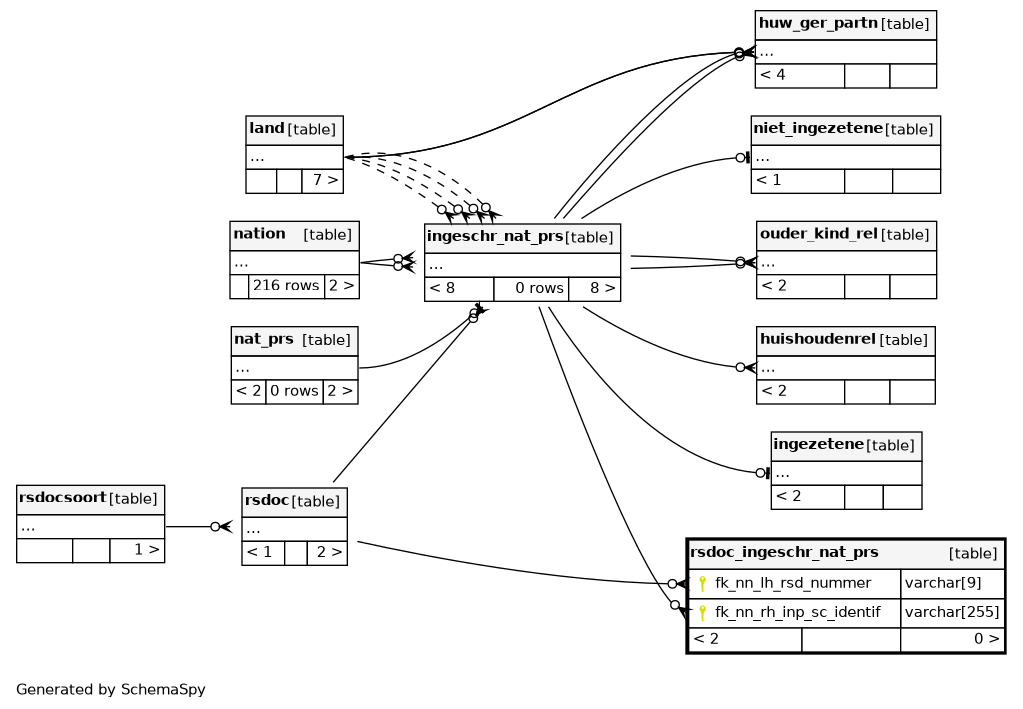 huw_ger_partn [table]
...
< 4
land [table]
...
7 >
niet_ingezetene [table]
...
< 1
nation [table]
...
216 rows 2 >
ingeschr_nat_prs [table]
...
< 8 0 rows 8 >
ouder_kind_rel [table]
...
< 2
nat_prs [table]
...
< 2 0 rows 2 >
huishoudenrel [table]
...
< 2
ingezetene [table]
...
< 2
rsdocsoort [table]
...
1 >
rsdoc [table]
...
< 1 2 >
rsdoc_ingeschr_nat_prs [table]
fk_nn_lh_rsd_nummer varchar[9]
fk_nn_rh_inp_sc_identif varchar[255]
< 2 0 >
Generated by SchemaSpy